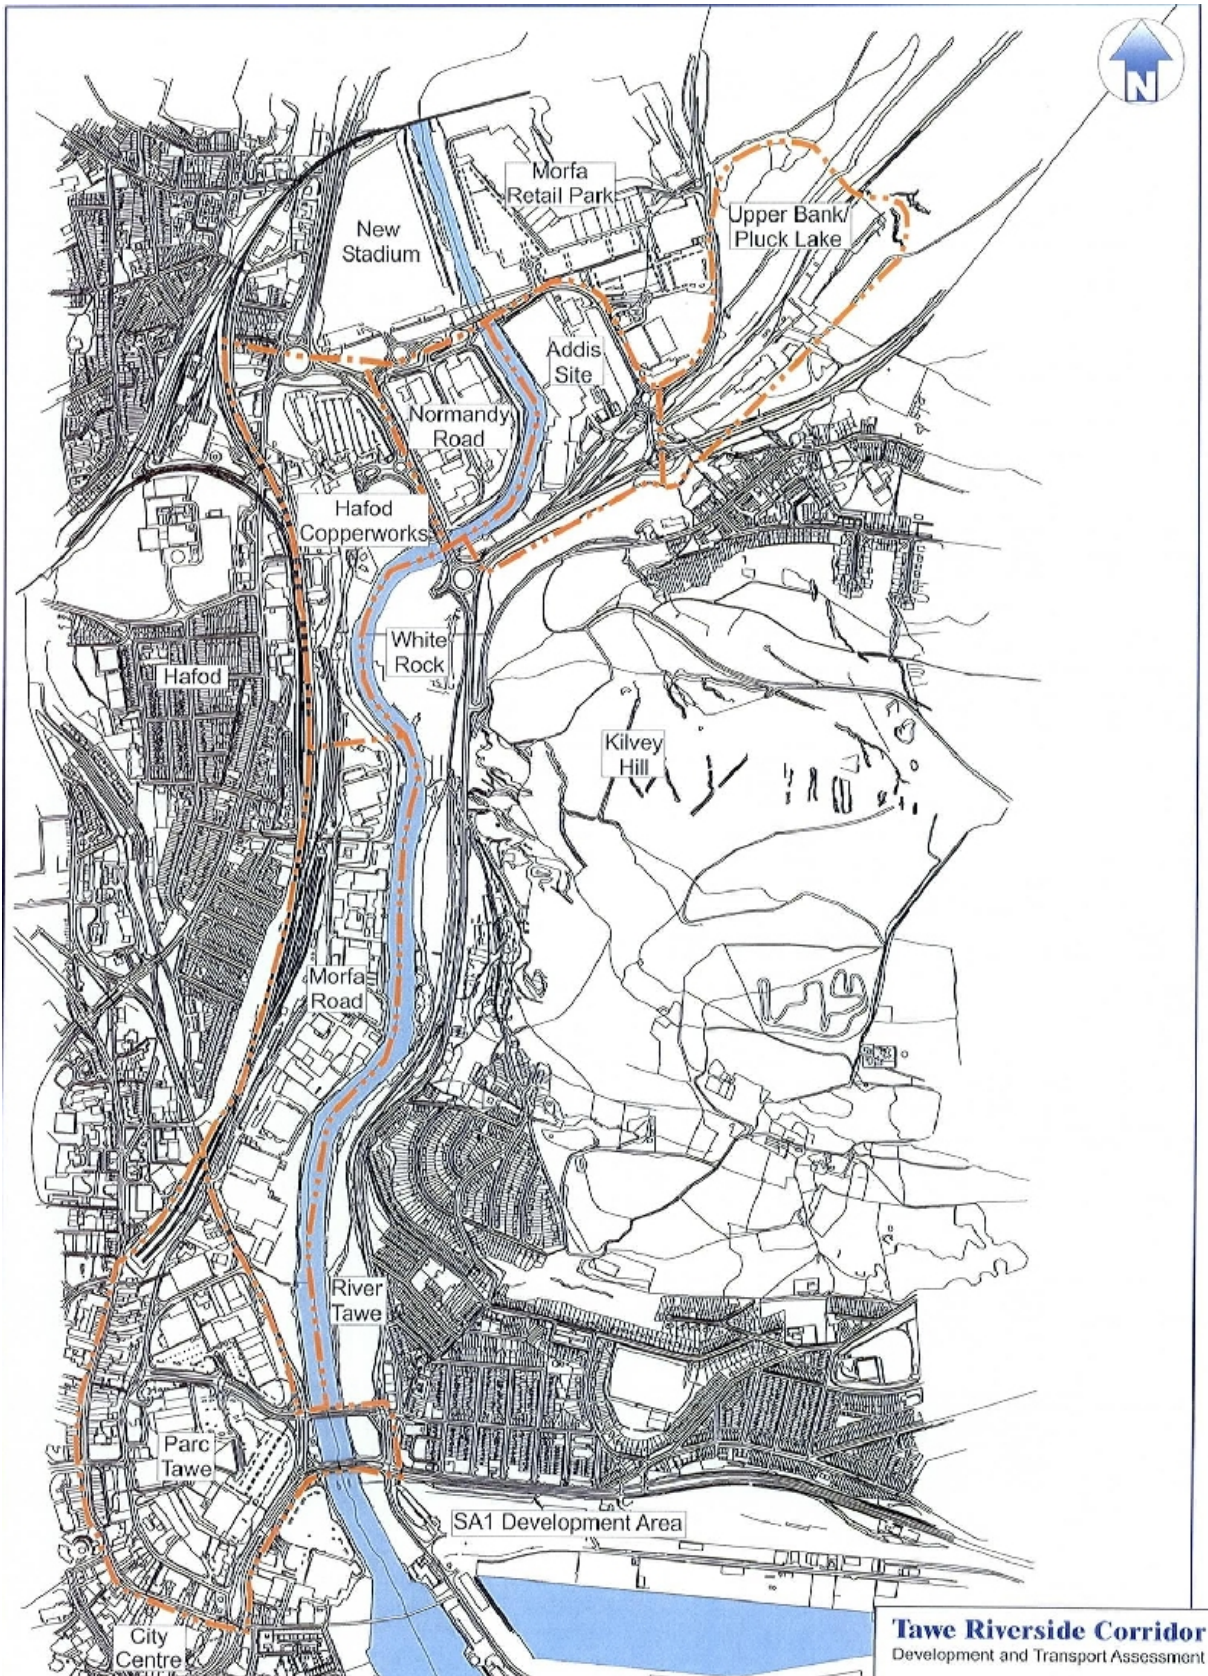 N
Morfa
Retail Park
New
Stadium
Upper Bank/
Pluck Lake
Addis
Site
Normandy
Road
Hafod
Copperworks
White
Rock
Hafod
Kilvey
Hill
Morfa
Road
River
Tawe
Parc
Tawe
SA1 Development Area
City
Centre
Tawe Riverside Corridor
Development and Transport Assessment